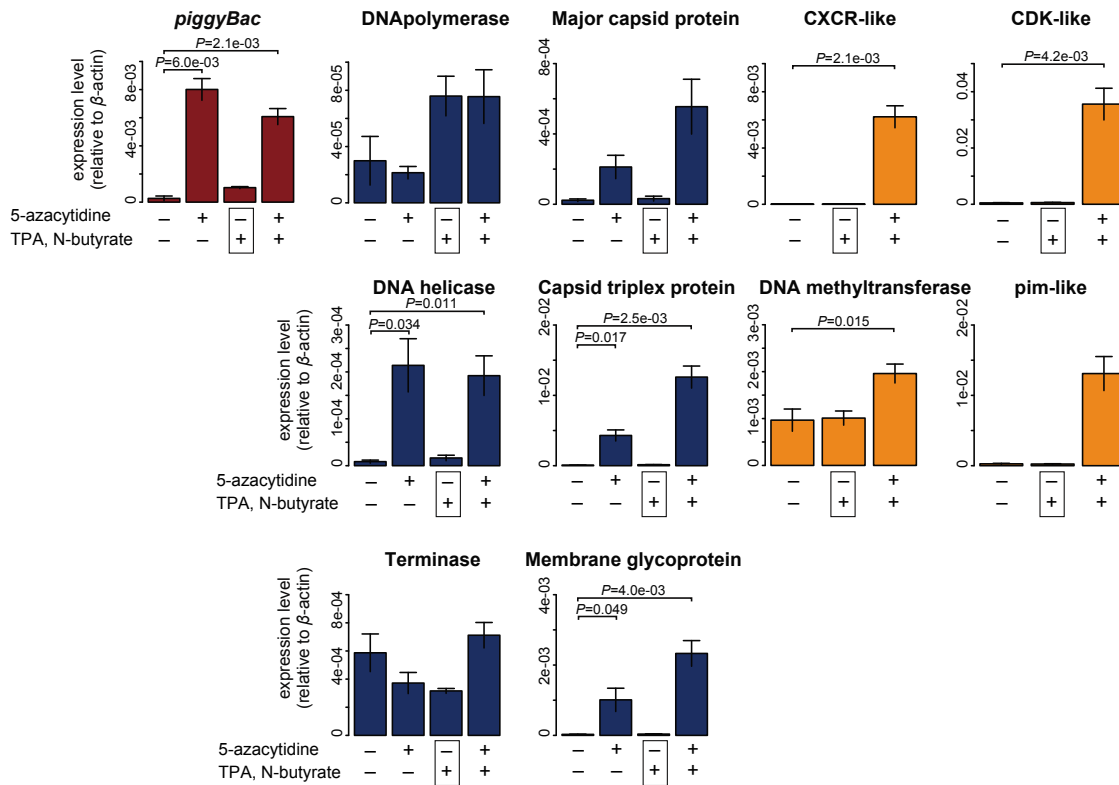 piggyBac
DNApolymerase
Major capsid protein
CXCR-like
CDK-like
expression level
(relative to β-actin)
0
4e-03
8e-03
P=2.1e-03
P=6.0e-03
0
4e-05
8e-05
0
4e-04
8e-04
0
4e-03
8e-03
P=2.1e-03
0
0.02
0.04
P=4.2e-03
5-azacytidine
− + − +
− + − +
− + − +
− − +
− − +
TPA, N-butyrate
− − + +
− − + +
− − + +
− + +
− + +
DNA helicase
Capsid triplex protein
DNA methyltransferase
pim-like
expression level
(relative to β-actin)
0
1e-04
2e-04
3e-04
P=0.011
P=0.034
0
1e-02
2e-02
P=2.5e-03
P=0.017
0
1e-03
2e-03
3e-03
P=0.015
0
1e-02
2e-02
5-azacytidine
− + − +
− + − +
− − +
− − +
TPA, N-butyrate
− − + +
− − + +
− + +
− + +
Terminase
Membrane glycoprotein
expression level
(relative to β-actin)
0
4e-04
8e-04
0
2e-03
4e-03
P=4.0e-03
P=0.049
5-azacytidine
− + − +
− + − +
TPA, N-butyrate
− − + +
− − + +